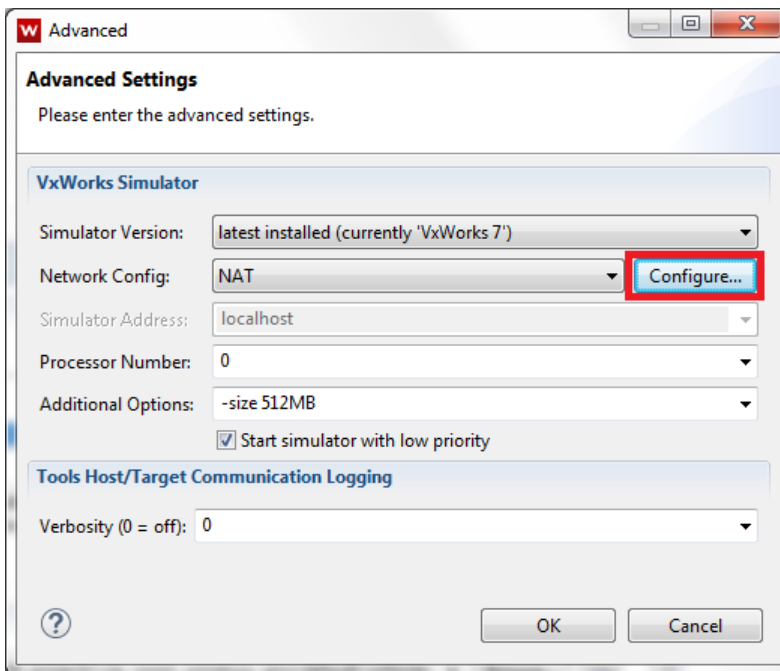 W Advanced
Advanced Settings
Please enter the advanced settings.
VxWorks Simulator
Simulator Version: latest installed (currently 'VxWorks 7')
Network Config: NAT Configure...
Simulator Address: localhost
Processor Number: 0
Additional Options: -size 512MB
Start simulator with low priority
Tools Host/Target Communication Logging
Verbosity (0 = off): 0
? OK Cancel